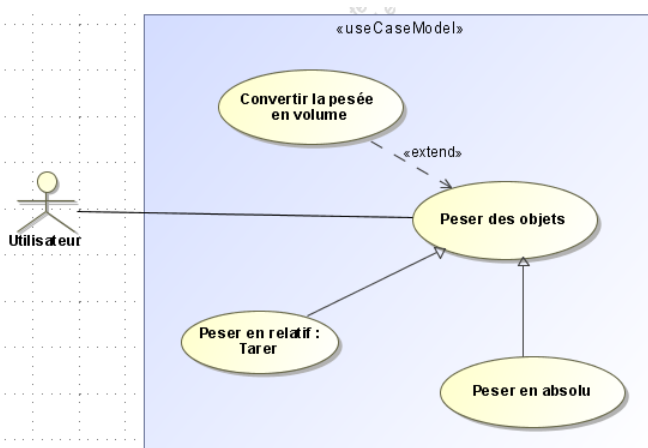 «useCaseModel»
Convertir la pesée
en volume
«extend»
Peser des objets
Utilisateur
Peser en relatif :
Tarer
Peser en absolu